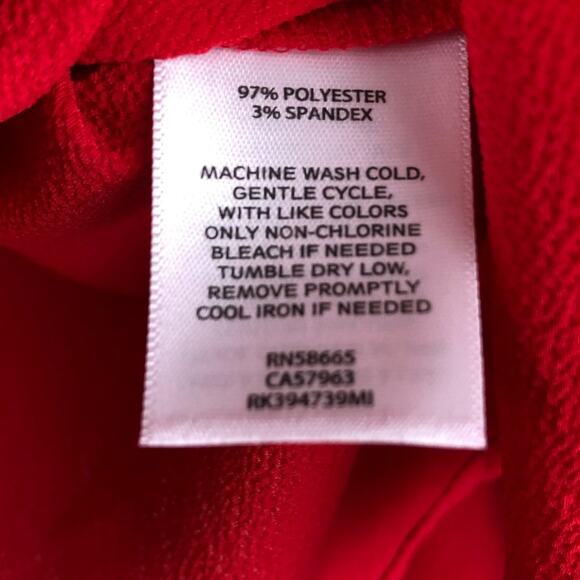 97% POLYESTER
3% SPANDEX
MACHINE WASH COLD,
GENTLE CYCLE,
WITH LIKE COLORS
ONLY NON-CHLORINE
BLEACH IF NEEDED
TUMBLE DRY LOW,
REMOVE PROMPTLY
COOL IRON IF NEEDED
RN58665
CA57963
RK394739MI